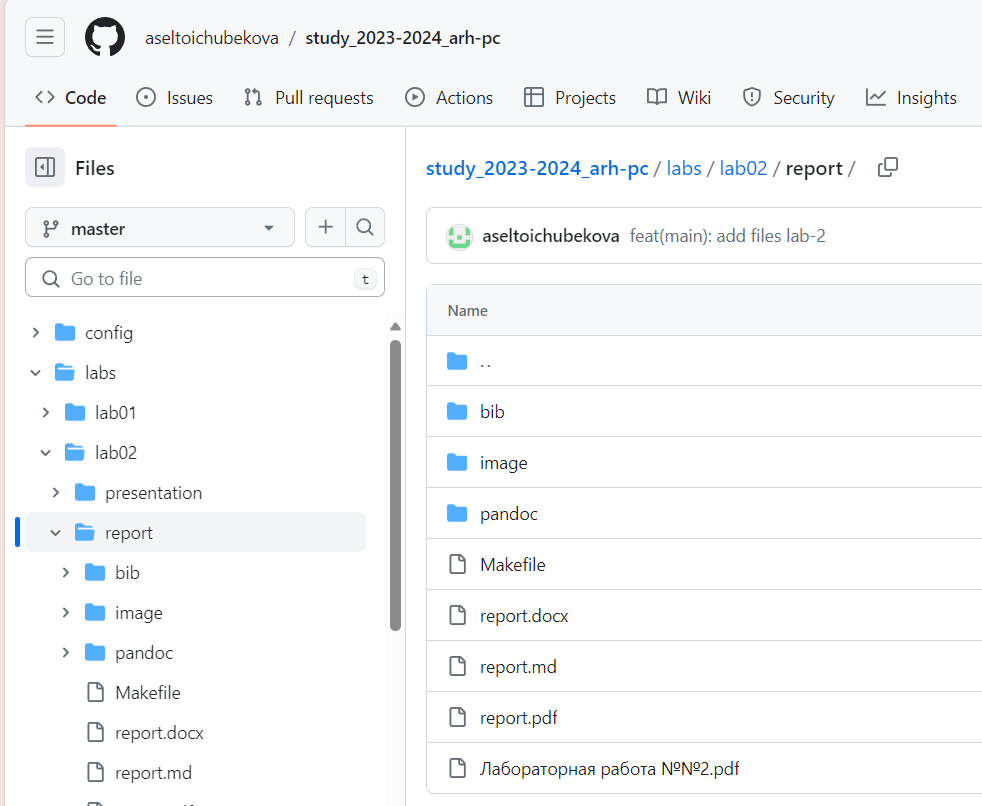 aseltoichubekova / study_2023-2024_arh-pc
Code Issues Pull requests Actions Projects Wiki Security Insights
Files
master
Go to file t
config
labs
lab01
lab02
presentation
report
bib
image
pandoc
Makefile
report.docx
report.md
study_2023-2024_arh-pc / labs / lab02 / report /
aseltoichubekova feat(main): add files lab-2
Name
..
bib
image
pandoc
Makefile
report.docx
report.md
report.pdf
Лабораторная работа №№2.pdf